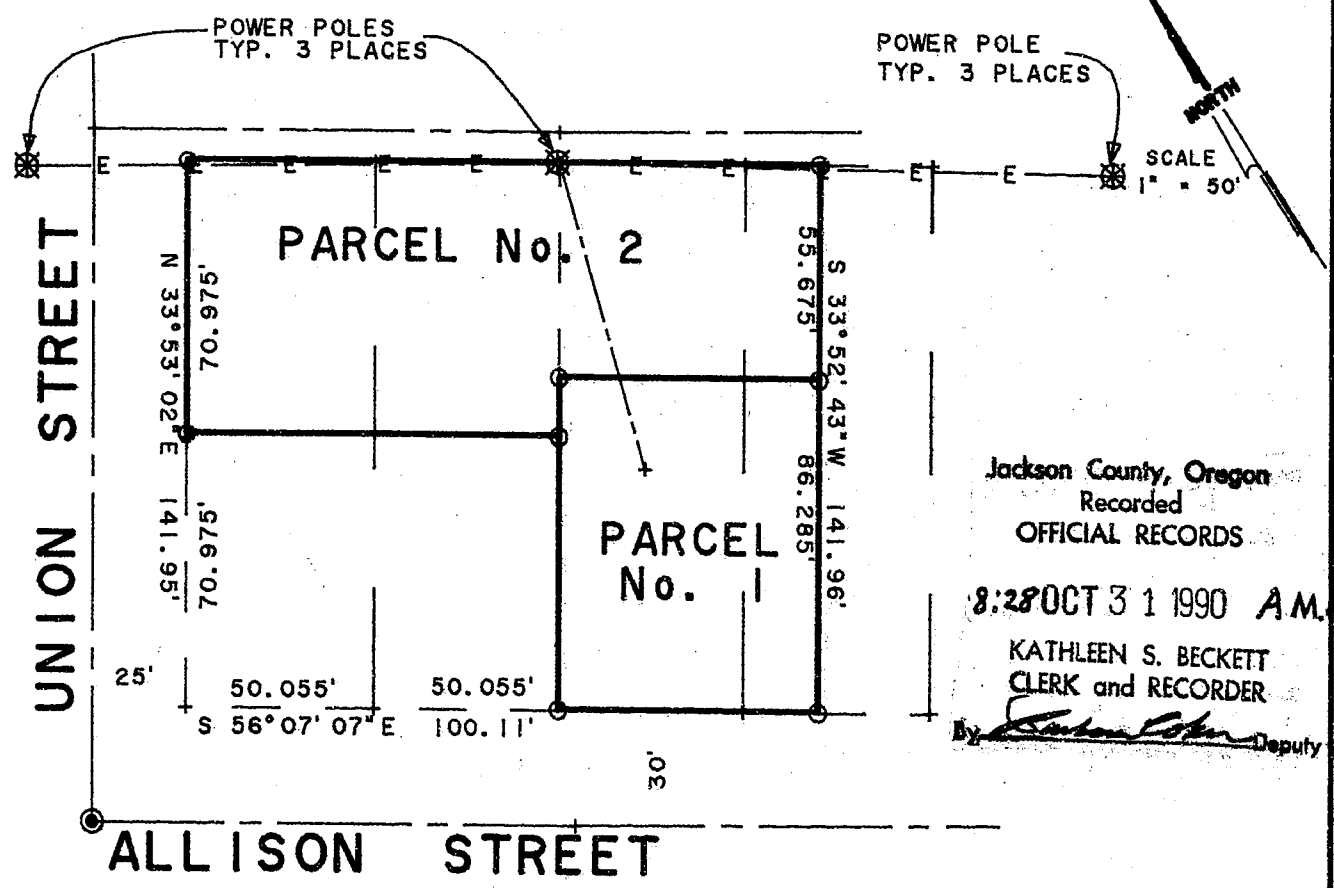 POWER POLES
TYP. 3 PLACES
POWER POLE
TYP. 3 PLACES
NORTH
SCALE
1" = 50'
E E E E E E E E E
PARCEL No. 2
N 33°53'02"E 141.95'
70.975'
70.975'
55.675'
86.285'
S 33°52'43"W 141.96'
PARCEL
No. 1
UNION STREET
25'
50.055' 50.055'
S 56°07'07"E 100.11'
30'
ALLISON STREET
Jackson County, Oregon
Recorded
OFFICIAL RECORDS
8:28 OCT 31 1990 A M.
KATHLEEN S. BECKETT
CLERK and RECORDER
By Deputy